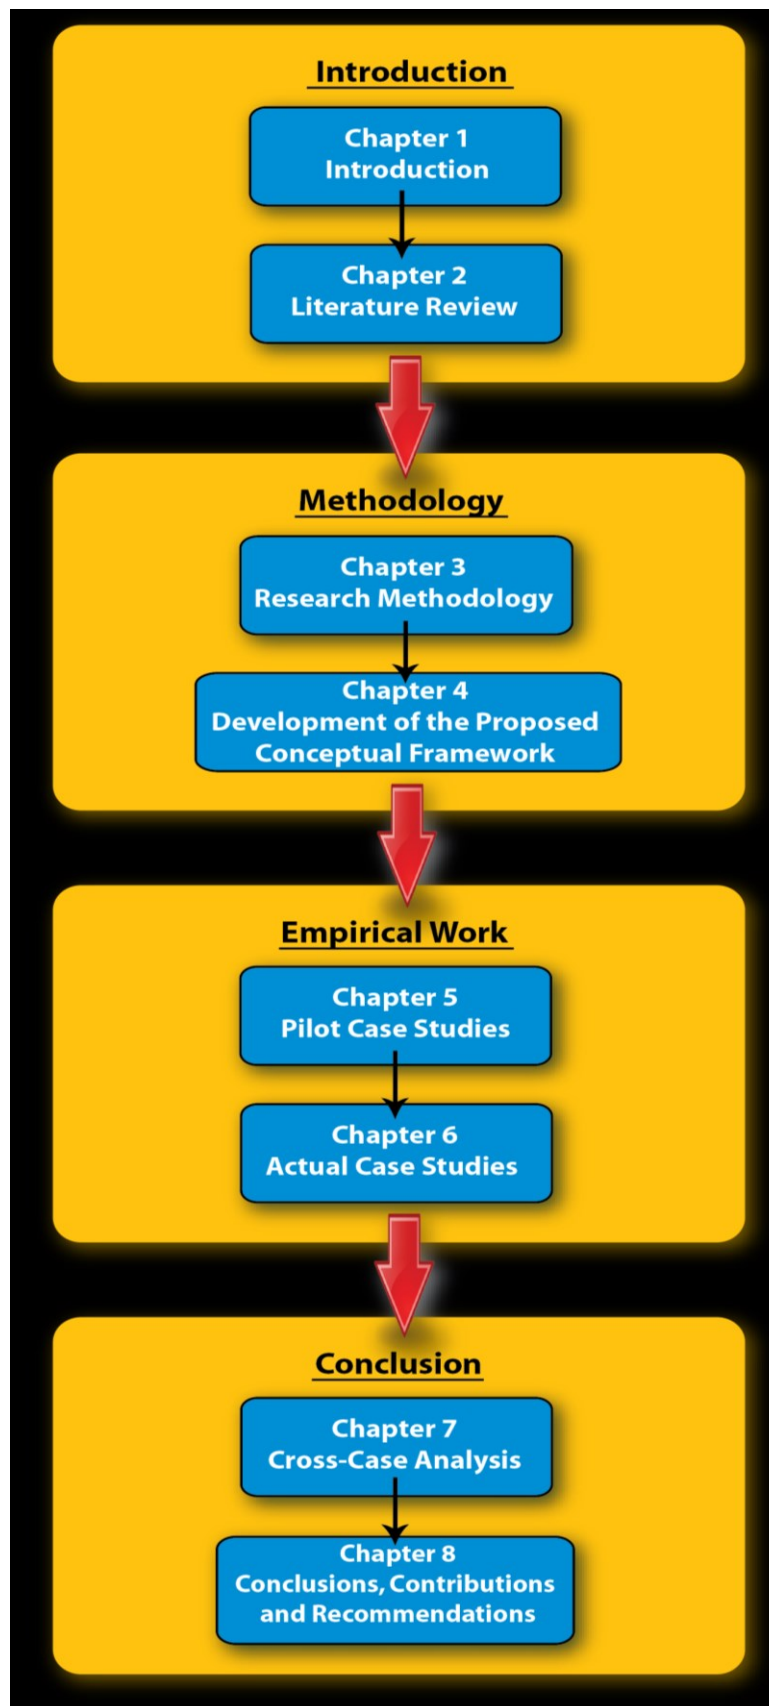 Introduction
Chapter 1
Introduction
Chapter 2
Literature Review
Methodology
Chapter 3
Research Methodology
Chapter 4
Development of the Proposed
Conceptual Framework
Empirical Work
Chapter 5
Pilot Case Studies
Chapter 6
Actual Case Studies
Conclusion
Chapter 7
Cross-Case Analysis
Chapter 8
Conclusions, Contributions
and Recommendations